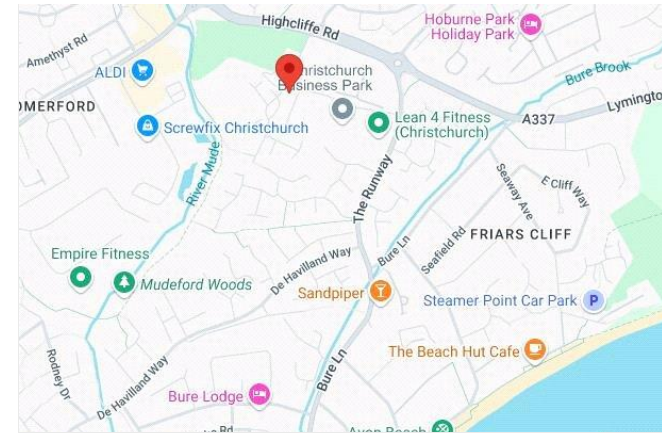 Highcliffe Rd
Hoburne Park
Holiday Park
Amethyst Rd
ALDI
Christchurch
Business Park
Bure Brook
Lymingto
OMERFORD
Screwfix Christchurch
Lean 4 Fitness
(Christchurch)
A337
River Mude
The Runway
Seaway Ave
E Cliff Way
FRIARS CLIFF
Bure Ln
Seafield Rd
Empire Fitness
Mudeford Woods
De Havilland Way
Sandpiper
Steamer Point Car Park
P
The Beach Hut Cafe
Rodney Dr
De Havilland Way
Bure Lodge
Bure Ln
Avon Beach